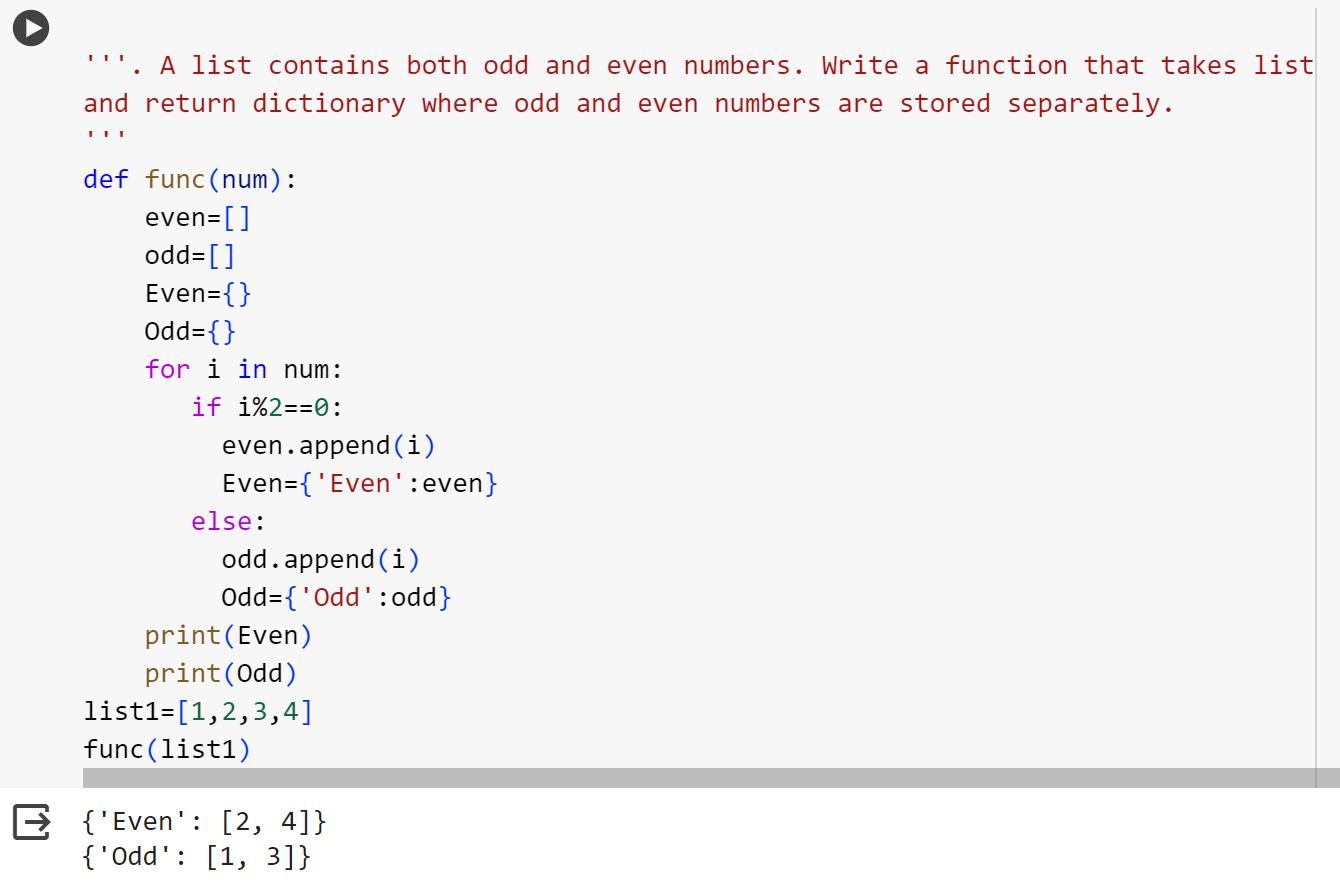 '''. A list contains both odd and even numbers. Write a function that takes list
and return dictionary where odd and even numbers are stored separately.
'''
def func(num):
    even=[]
    odd=[]
    Even={}
    Odd={}
    for i in num:
       if i%2==0:
         even.append(i)
         Even={'Even':even}
       else:
         odd.append(i)
         Odd={'Odd':odd}
    print(Even)
    print(Odd)
list1=[1,2,3,4]
func(list1)
{'Even': [2, 4]}
{'Odd': [1, 3]}